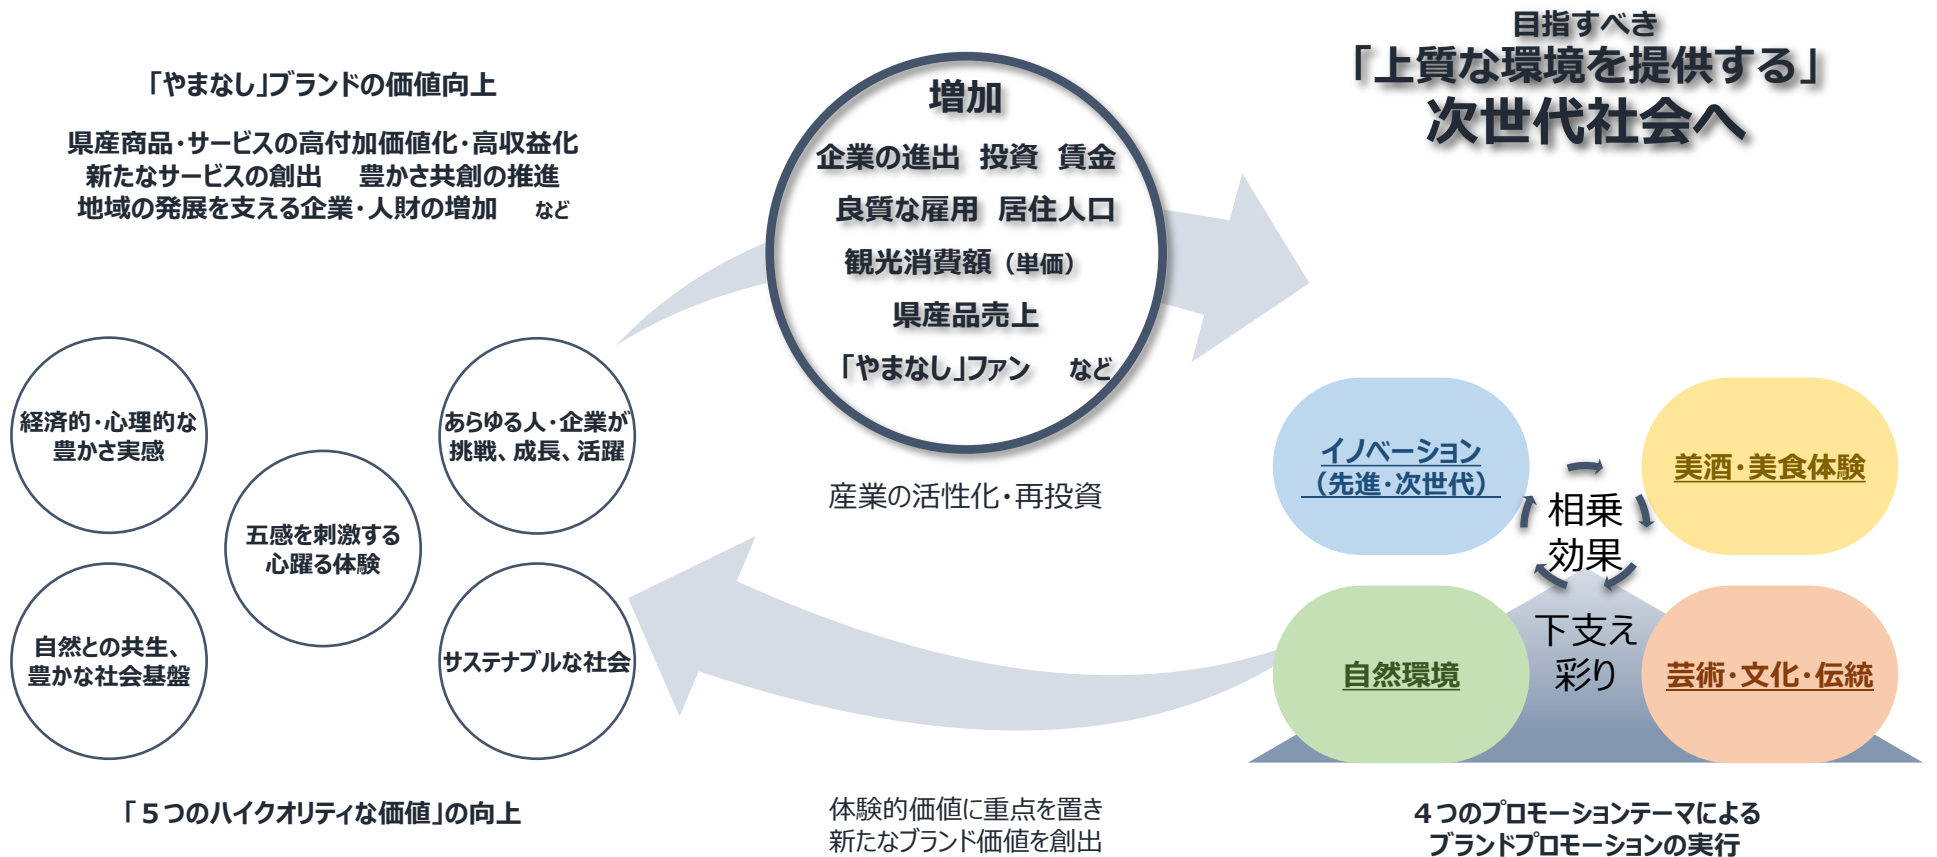 「やまなし」ブランドの価値向上
県産商品・サービスの高付加価値化・高収益化
新たなサービスの創出　豊かさ共創の推進
地域の発展を支える企業・人財の増加　など
増加
企業の進出　投資　賃金
良質な雇用　居住人口
観光消費額（単価）
県産品売上
「やまなし」ファン　など
産業の活性化・再投資
目指すべき
「上質な環境を提供する」
次世代社会へ
経済的・心理的な
豊かさ実感
あらゆる人・企業が
挑戦、成長、活躍
五感を刺激する
心躍る体験
自然との共生、
豊かな社会基盤
サステナブルな社会
「５つのハイクオリティな価値」の向上
体験的価値に重点を置き
新たなブランド価値を創出
イノベーション
（先進・次世代）
美酒・美食体験
相乗
効果
下支え
彩り
自然環境
芸術・文化・伝統
４つのプロモーションテーマによる
ブランドプロモーションの実行